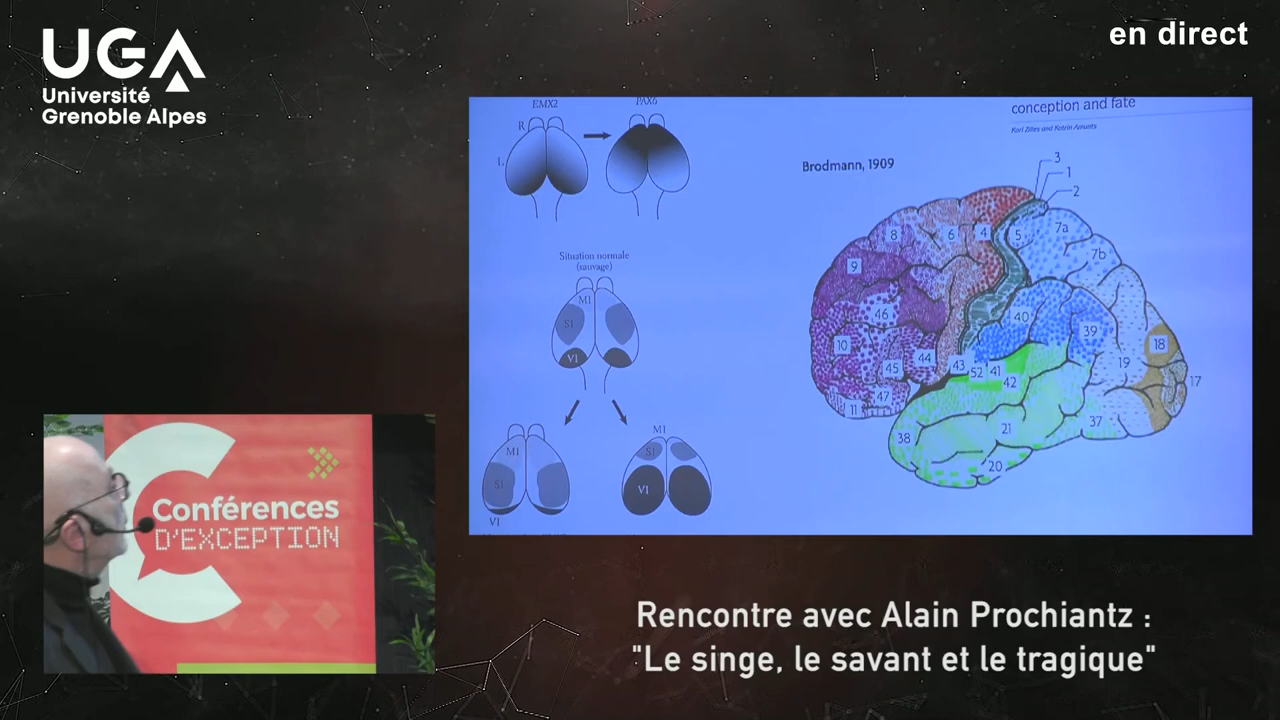 UGA
Université
Grenoble Alpes
en direct
EMX2
PAX6
R
L
Situation normale
(sauvage)
M1
S1
V1
M1
S1
V1
M1
S1
V1
conception and fate
Karl Zilles and Katrin Amunts
Brodmann, 1909
3
1
2
8
6
4
5
7a
7b
9
46
40
39
10
18
44
43
52
41
19
45
42
17
47
11
37
38
21
20
Conférences
D'EXCEPTION
Rencontre avec Alain Prochiantz :
"Le singe, le savant et le tragique"